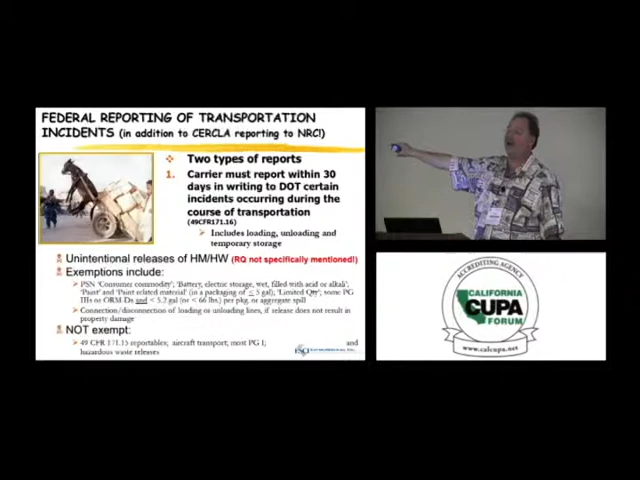 FEDERAL REPORTING OF TRANSPORTATION
INCIDENTS (in addition to CERCLA reporting to NRC!)
Two types of reports
1. Carrier must report within 30
days in writing to DOT certain
incidents occurring during the
course of transportation
(49CFR171.16)
Includes loading, unloading and
temporary storage
Unintentional releases of HM/HW (RQ not specifically mentioned!)
Exemptions include:
PSN 'Consumer commodity'; 'Battery, electric storage, wet, filled with acid or alkali';
'Paint' and 'Paint related material' (in a packaging of ≤ 5 gal); 'Limited Qty'; some PG
IIIs or ORM-Ds and < 5.2 gal (or < 66 lbs.) per pkg. or aggregate spill
Connection/disconnection of loading or unloading lines, if release does not result in
property damage
NOT exempt:
49 CFR 171.15 reportables; aircraft transport; most PG I; and
hazardous waste releases
ACCREDITING AGENCY
CALIFORNIA
CUPA
FORUM
www.calcupa.net